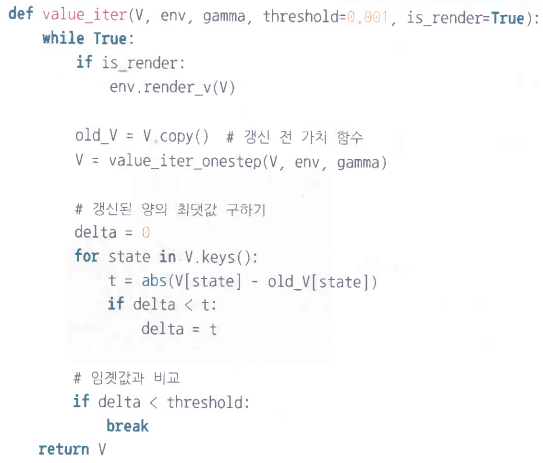 def value_iter(V, env, gamma, threshold=0.001, is_render=True):
    while True:
        if is_render:
            env.render_v(V)

        old_V = V.copy()  # 갱신 전 가치 함수
        V = value_iter_onestep(V, env, gamma)

        # 갱신된 양의 최댓값 구하기
        delta = 0
        for state in V.keys():
            t = abs(V[state] - old_V[state])
            if delta < t:
                delta = t

        # 임곗값과 비교
        if delta < threshold:
            break
    return V